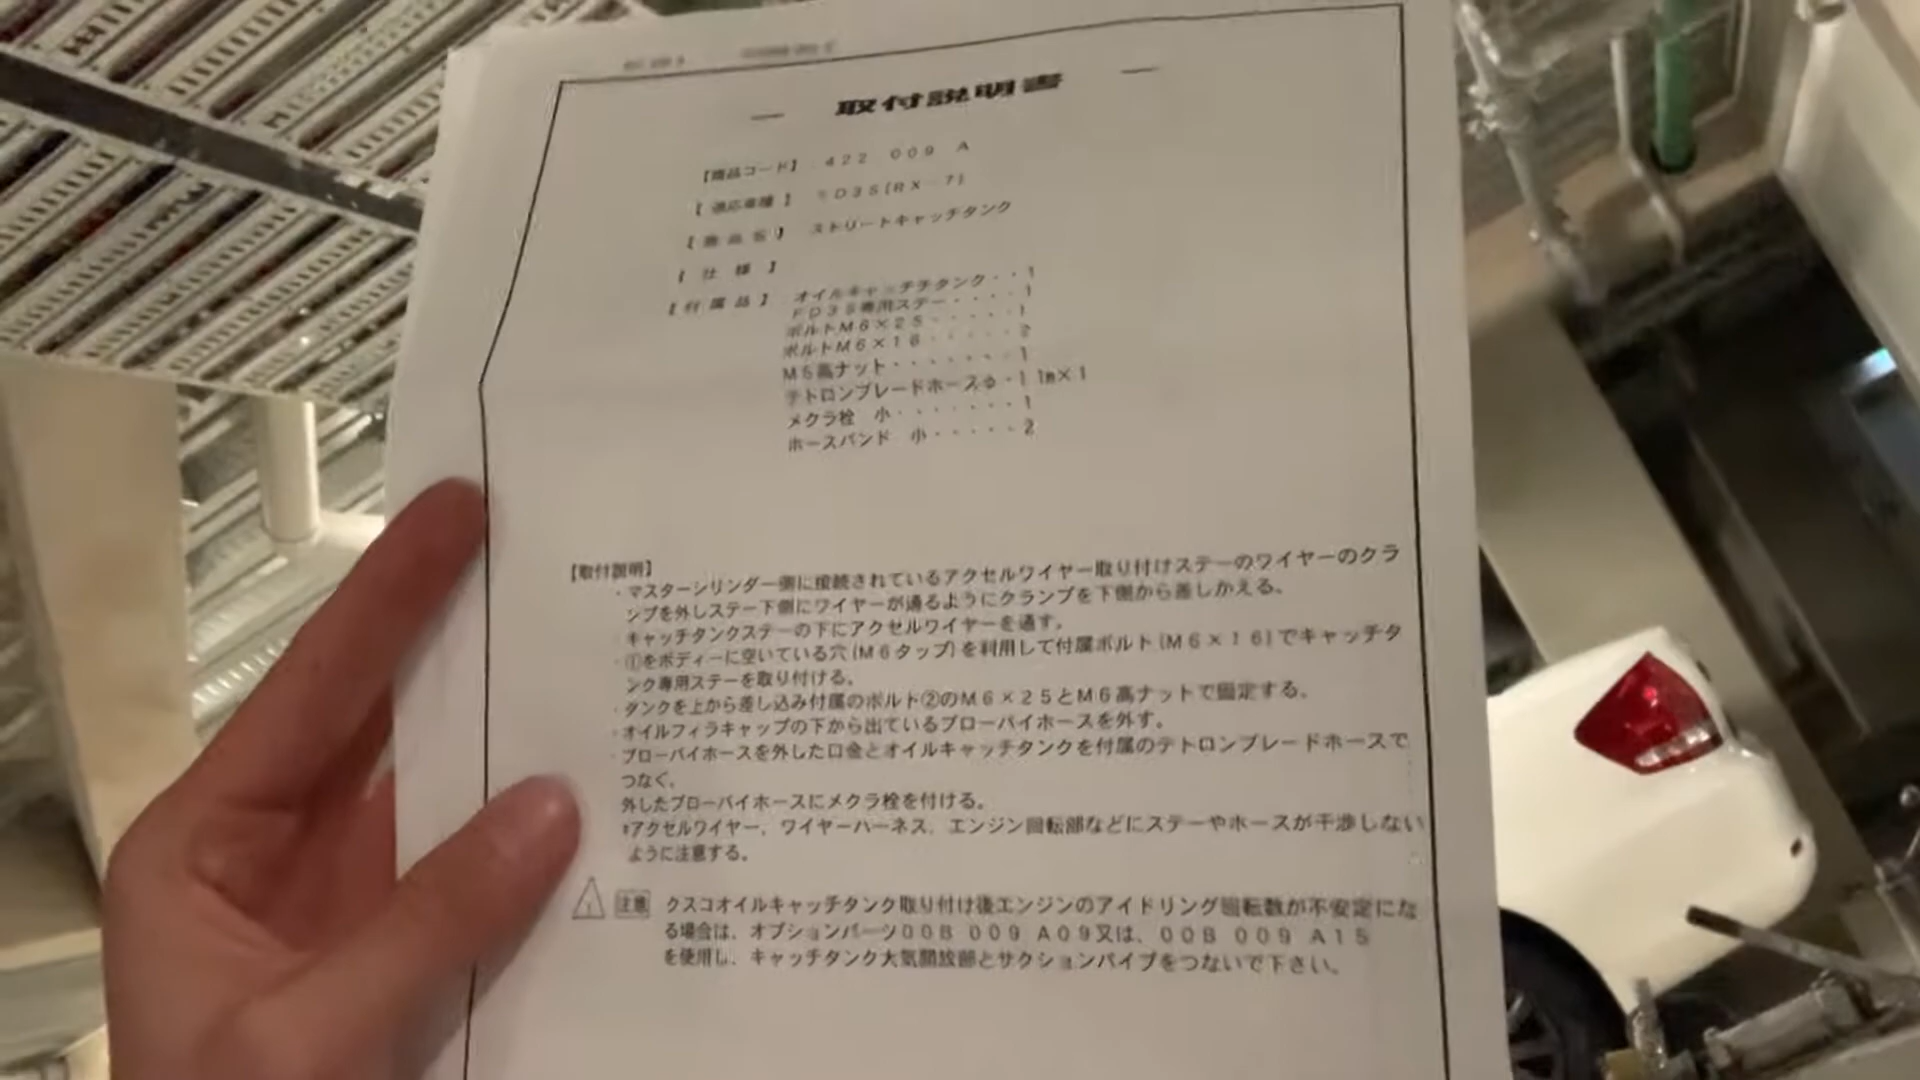 取付説明書
【商品コード】 422 009 A
【適応車種】 FD3S(RX-7)
【商品名】 ストリートキャッチタンク
【仕様】
【付属品】 オイルキャッチタンク・・1
FD3S専用ステー・・・・1
ボルトM6×25・・・・・1
ボルトM6×16・・・・・2
M6高ナット・・・・・・・1
テトロンブレードホースφ・1 1m×1
メクラ栓 小・・・・・・・1
ホースバンド 小・・・・・2
【取付説明】
・マスターシリンダー側に接続されているアクセルワイヤー取り付けステーのワイヤーのクラ
ンプを外しステー下側にワイヤーが通るようにクランプを下側から差しかえる。
・キャッチタンクステーの下にアクセルワイヤーを通す。
・①をボディーに空いている穴(M6タップ)を利用して付属ボルト(M6×16)でキャッチタ
ンク専用ステーを取り付ける。
・タンクを上から差し込み付属のボルト②のM6×25とM6高ナットで固定する。
・オイルフィラキャップの下から出ているブローバイホースを外す。
・ブローバイホースを外した口金とオイルキャッチタンクを付属のテトロンブレードホースで
つなぐ。
外したブローバイホースにメクラ栓を付ける。
*アクセルワイヤー、ワイヤーハーネス、エンジン回転部などにステーやホースが干渉しない
ように注意する。
注意 クスコオイルキャッチタンク取り付け後エンジンのアイドリング回転数が不安定にな
る場合は、オプションパーツ00B 009 A09又は、00B 009 A15
を使用し、キャッチタンク大気開放部とサクションパイプをつないで下さい。